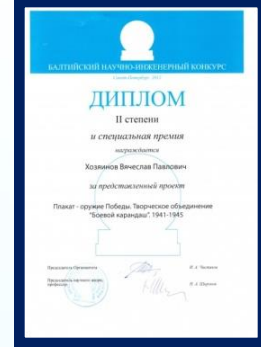 БАЛТИЙСКИЙ НАУЧНО-ИНЖЕНЕРНЫЙ КОНКУРС
ДИПЛОМ
II степени
и специальная премия
награждается
Хозяинов Вячеслав Павлович
за представленный проект
Плакат - оружие Победы. Творческое объединение
"Боевой карандаш", 1941-1945